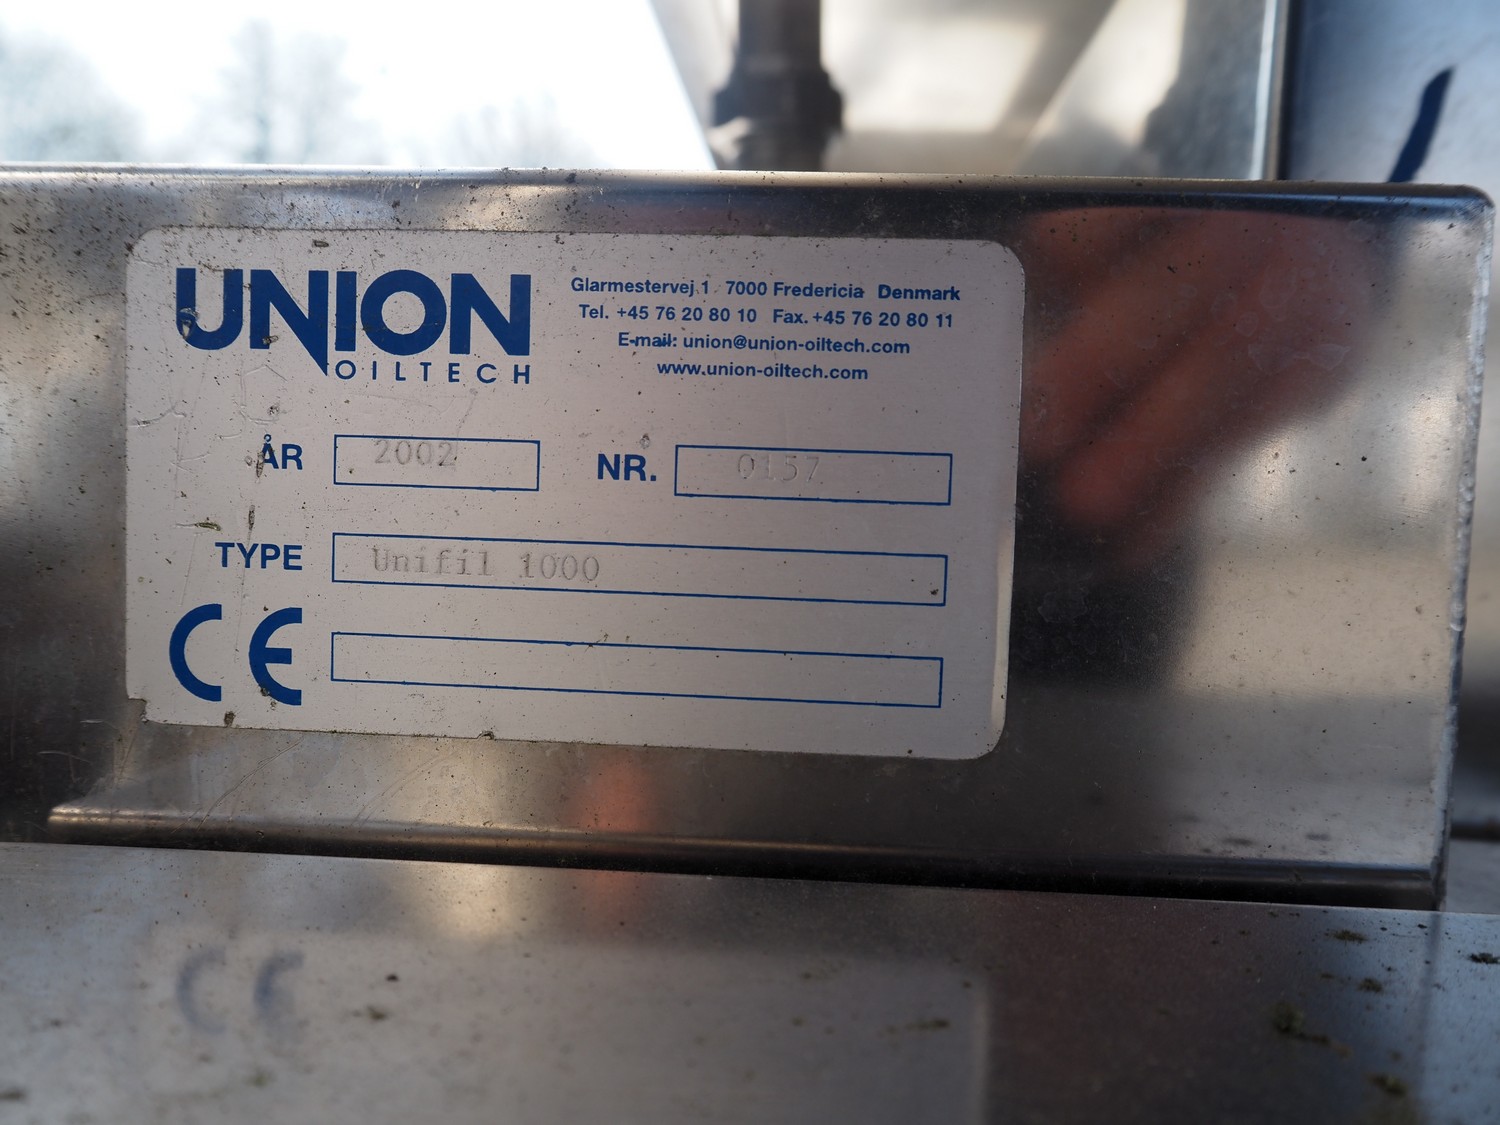 UNION
OILTECH
Glarmestervej 1 7000 Fredericia Denmark
Tel. +45 76 20 80 10 Fax. +45 76 20 80 11
E-mail: union@union-oiltech.com
www.union-oiltech.com
ÅR 2002 NR. 0157
TYPE Unifil 1000
CE
CE